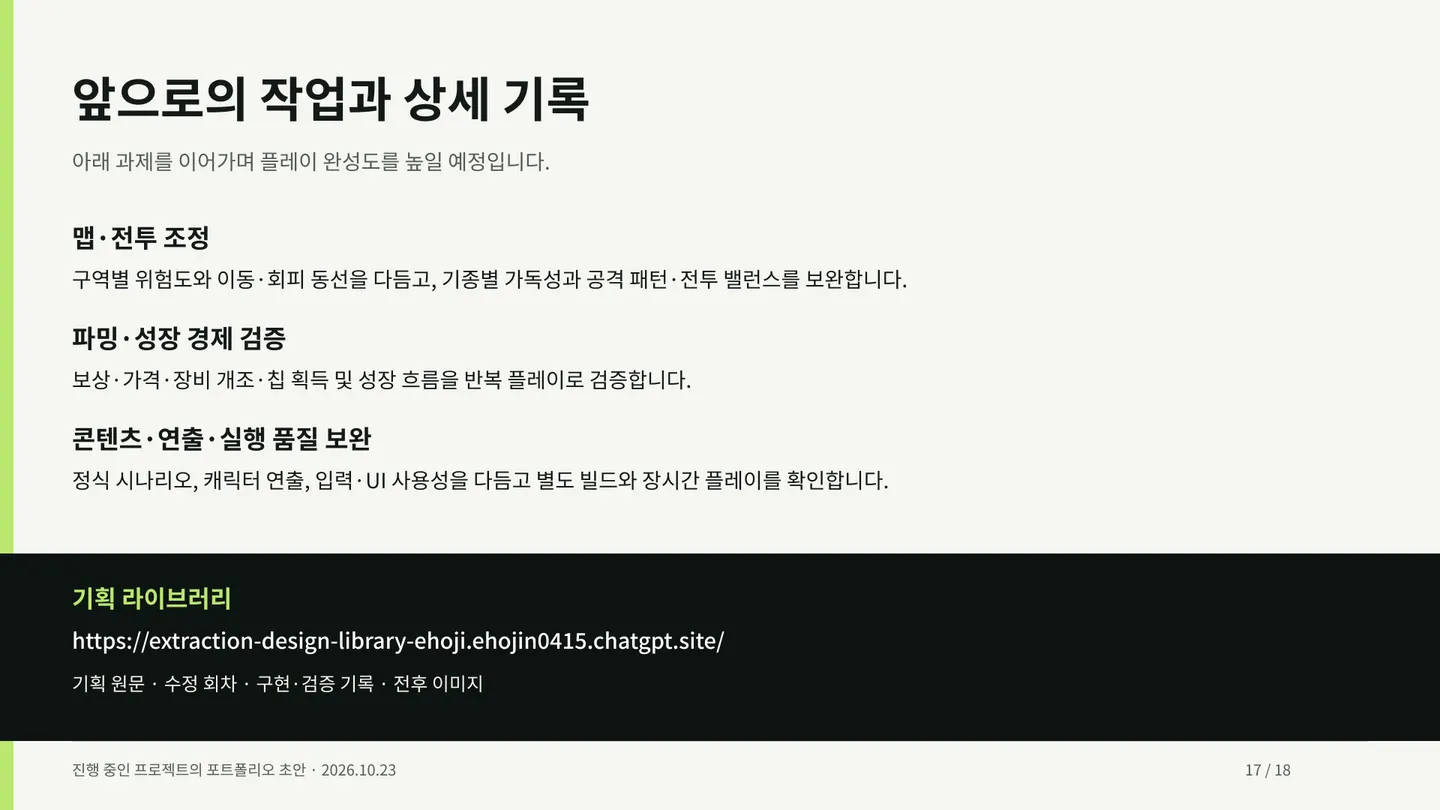 앞으로의 작업과 상세 기록
아래 과제를 이어가며 플레이 완성도를 높일 예정입니다.
맵·전투 조정
구역별 위험도와 이동·회피 동선을 다듬고, 기종별 가독성과 공격 패턴·전투 밸런스를 보완합니다.
파밍·성장 경제 검증
보상·가격·장비 개조·칩 획득 및 성장 흐름을 반복 플레이로 검증합니다.
콘텐츠·연출·실행 품질 보완
정식 시나리오, 캐릭터 연출, 입력·UI 사용성을 다듬고 별도 빌드와 장시간 플레이를 확인합니다.
기획 라이브러리
https://extraction-design-library-ehoji.ehojin0415.chatgpt.site/
기획 원문 · 수정 회차 · 구현·검증 기록 · 전후 이미지
진행 중인 프로젝트의 포트폴리오 초안 · 2026.10.23
17 / 18